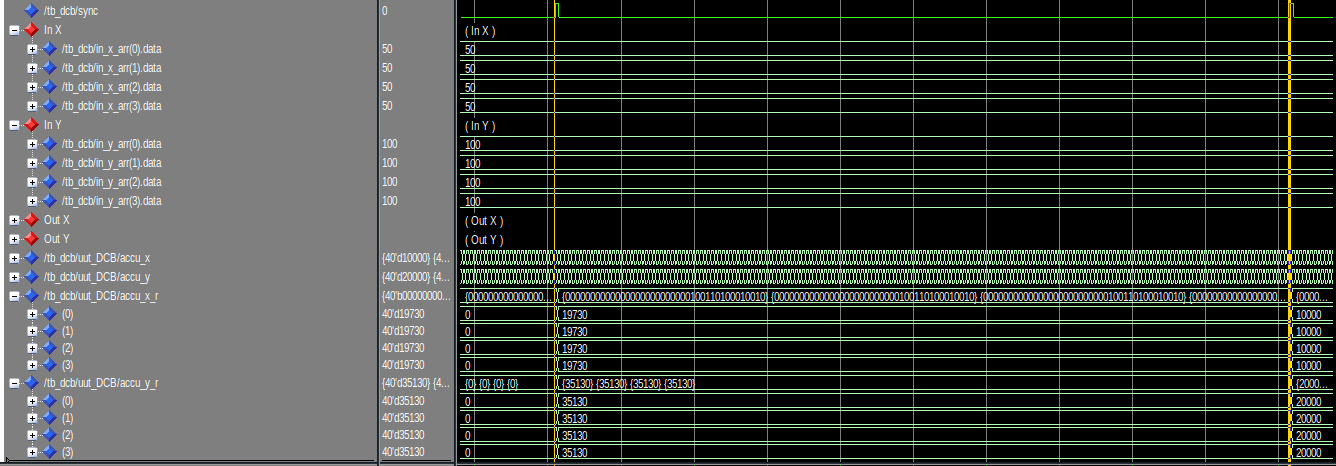 /tb_dcb/sync 0
In X ( In X )
/tb_dcb/in_x_arr(0).data 50 50
/tb_dcb/in_x_arr(1).data 50 50
/tb_dcb/in_x_arr(2).data 50 50
/tb_dcb/in_x_arr(3).data 50 50
In Y ( In Y )
/tb_dcb/in_y_arr(0).data 100 100
/tb_dcb/in_y_arr(1).data 100 100
/tb_dcb/in_y_arr(2).data 100 100
/tb_dcb/in_y_arr(3).data 100 100
Out X ( Out X )
Out Y ( Out Y )
/tb_dcb/uut_DCB/accu_x {40'd10000} {4...
/tb_dcb/uut_DCB/accu_y {40'd20000} {4...
/tb_dcb/uut_DCB/accu_x_r {40'b00000000...
(0) 40'd19730 0 19730 10000
(1) 40'd19730 0 19730 10000
(2) 40'd19730 0 19730 10000
(3) 40'd19730 0 19730 10000
/tb_dcb/uut_DCB/accu_y_r {40'd35130} {4... {0} {0} {0} {0} {35130} {35130} {35130} {35130} {2000...
(0) 40'd35130 0 35130 20000
(1) 40'd35130 0 35130 20000
(2) 40'd35130 0 35130 20000
(3) 40'd35130 0 35130 20000